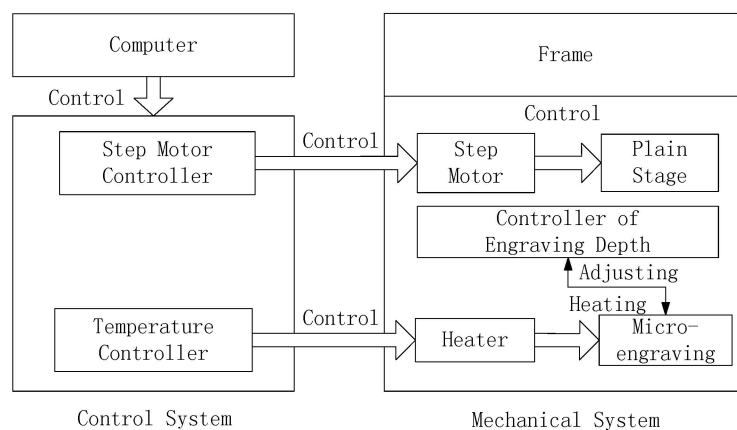 Computer
Frame
Control
Control
Step Motor
Controller
Control
Step
Motor
Plain
Stage
Controller of
Engraving Depth
Adjusting
Heating
Temperature
Controller
Control
Heater
Micro-
engraving
Control System
Mechanical System